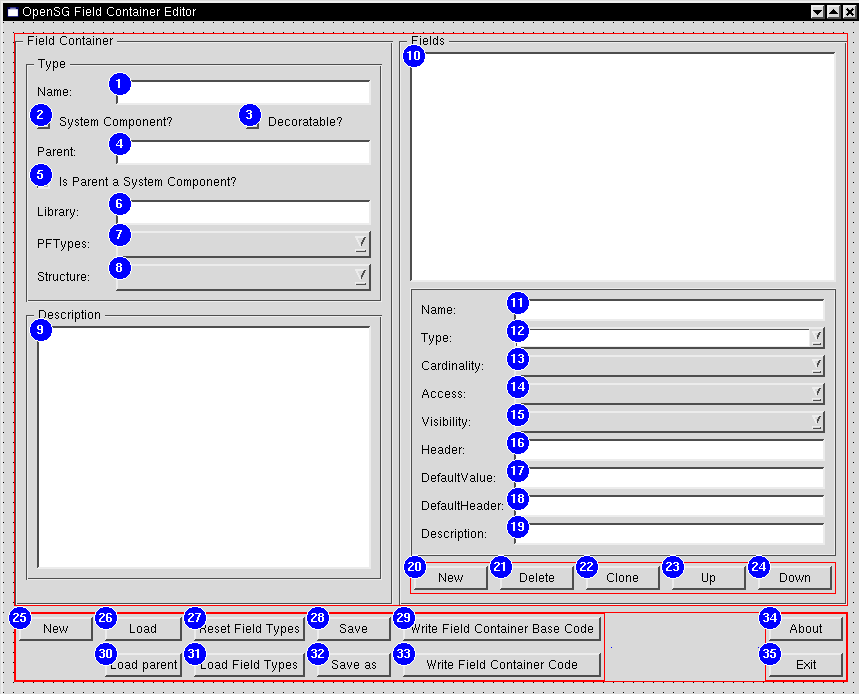 OpenSG Field Container Editor
Field Container
Type
Name:
1
2
System Component?
3
Decoratable?
Parent:
4
5
Is Parent a System Component?
Library:
6
PFTypes:
7
Structure:
8
Description
9
Fields
10
Name:
11
Type:
12
Cardinality:
13
Access:
14
Visibility:
15
Header:
16
DefaultValue:
17
DefaultHeader:
18
Description:
19
20
New
21
Delete
22
Clone
23
Up
24
Down
25
New
26
Load
27
Reset Field Types
28
Save
29
Write Field Container Base Code
30
Load parent
31
Load Field Types
32
Save as
33
Write Field Container Code
34
About
35
Exit